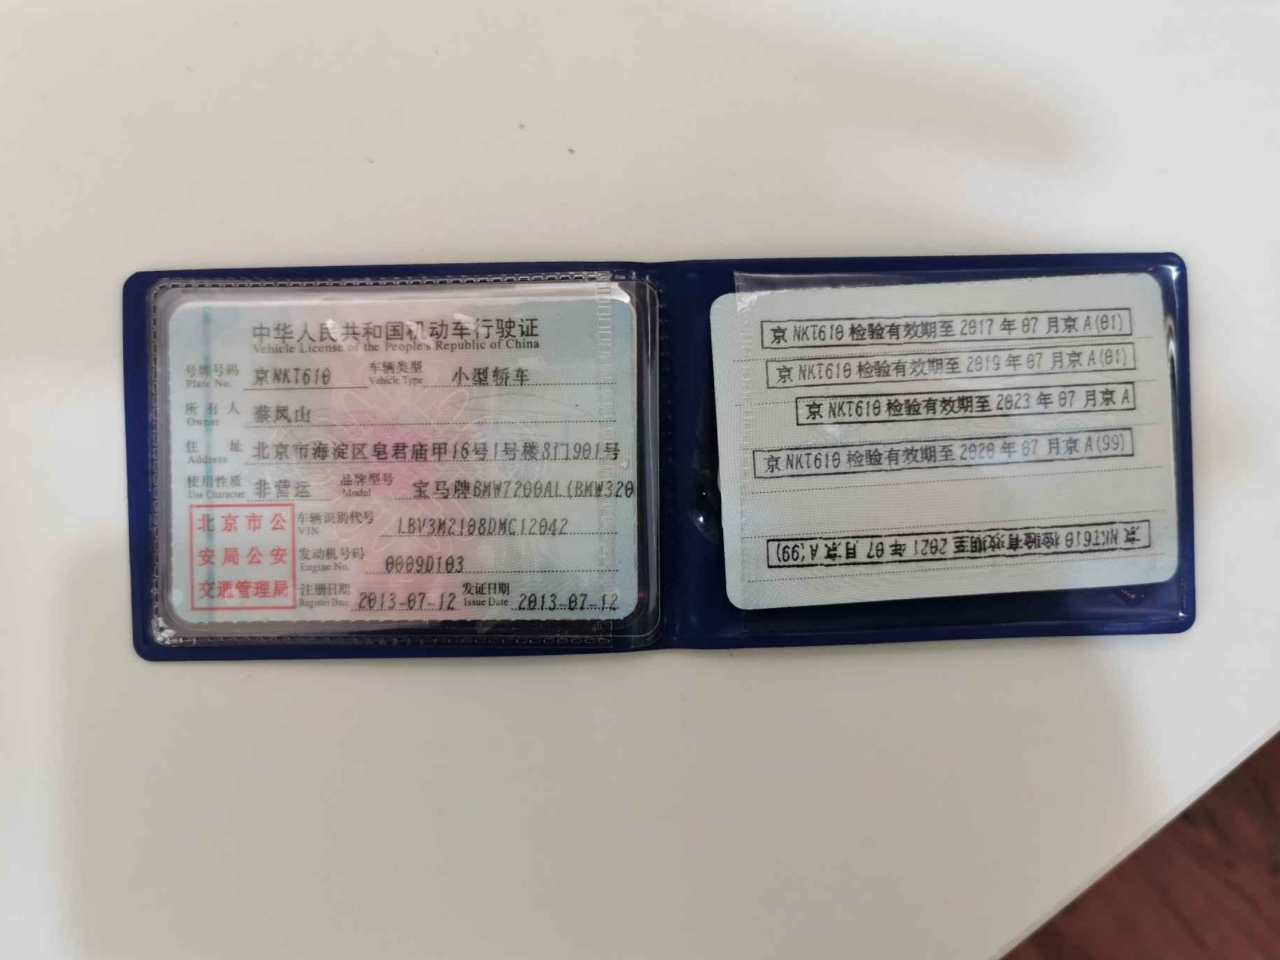 中华人民共和国机动车行驶证
Vehicle License of the People's Republic of China
号牌号码 京NKT610 车辆类型 小型轿车
Plate No. Vehicle Type
所有人 蔡凤山
Owner
住址 北京市海淀区皂君庙甲16号1号楼8门901号
Address
使用性质 非营运 品牌型号 宝马牌BMW7200AL(BMW320
Use Character Model
北京市公安局公安交通管理局
车辆识别代号 LBV3M2108DMC12042
VIN
发动机号码 0009D103
Engine No.
注册日期 2013-07-12 发证日期 2013-07-12
Register Date Issue Date
京NKT610检验有效期至2017年07月京A(01)
京NKT610检验有效期至2019年07月京A(01)
京NKT610检验有效期至2023年07月京A
京NKT610检验有效期至2020年07月京A(99)
京NKT610检验有效期至2021年07月京A(99)